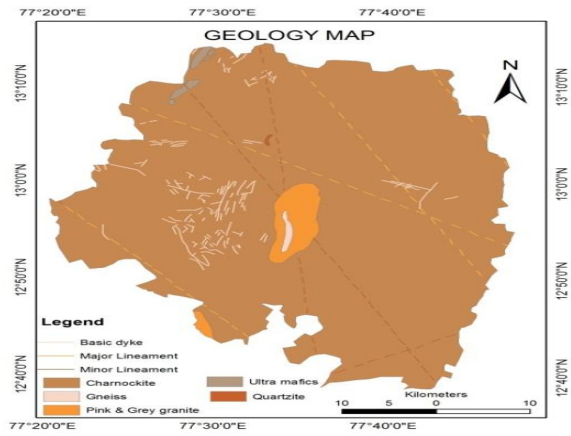 77°20'0"E 77°30'0"E 77°40'0"E
GEOLOGY MAP
N
13°10'0"N 13°10'0"N
13°0'0"N 13°0'0"N
12°50'0"N 12°50'0"N
12°40'0"N 12°40'0"N
Legend
Basic dyke
Major Lineament
Minor Lineament
Charnockite
Gneiss
Pink & Grey granite
Ultra mafics
Quartzite
Kilometers
10 5 0 10
77°20'0"E 77°30'0"E 77°40'0"E